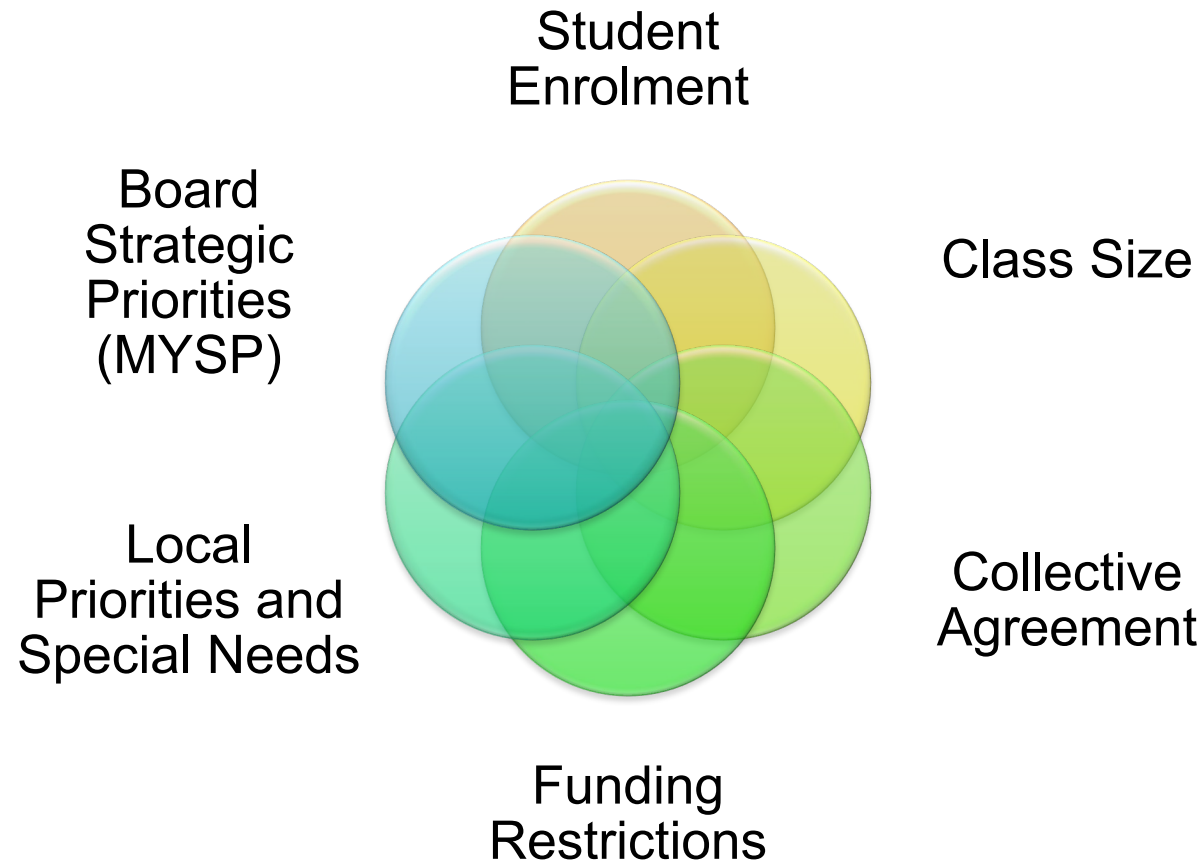 Student
Enrolment
Class Size
Collective
Agreement
Funding
Restrictions
Local
Priorities and
Special Needs
Board
Strategic
Priorities
(MYSP)